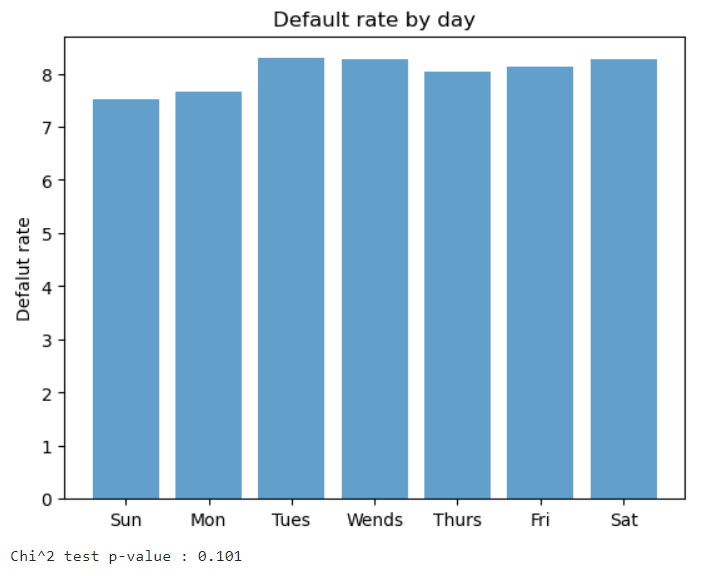 Default rate by day
Defalut rate
8
7
6
5
4
3
2
1
0
Sun Mon Tues Wends Thurs Fri Sat
Chi^2 test p-value : 0.101